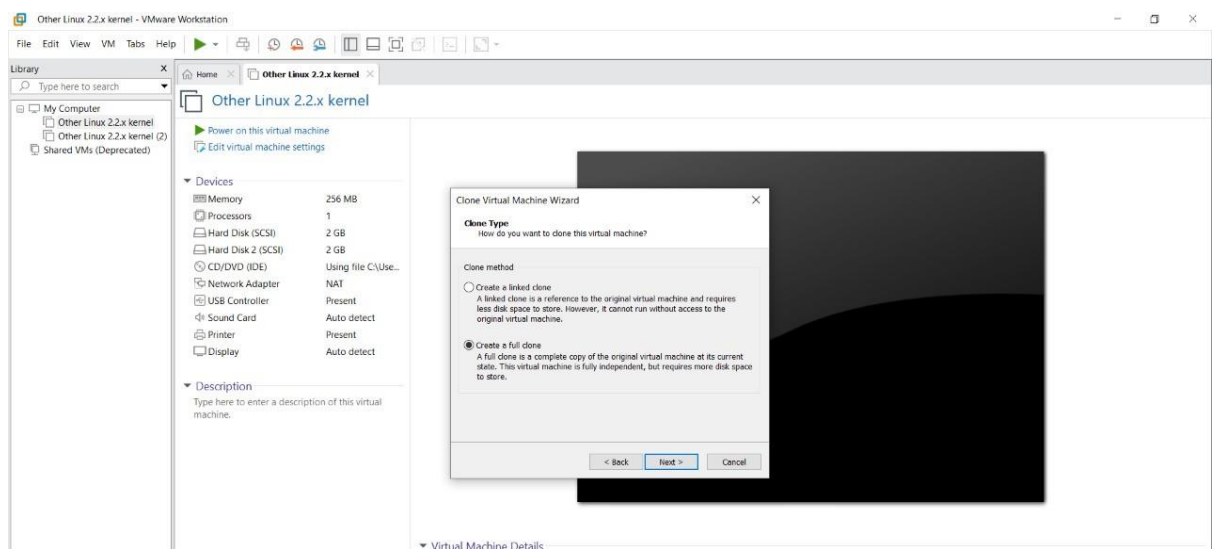 Other Linux 2.2.x kernel - VMware Workstation
File Edit View VM Tabs Help
Library X
Type here to search
My Computer
Other Linux 2.2.x kernel
Other Linux 2.2.x kernel (2)
Shared VMs (Deprecated)
Home Other Linux 2.2.x kernel
Other Linux 2.2.x kernel
Power on this virtual machine
Edit virtual machine settings
Devices
Memory 256 MB
Processors 1
Hard Disk (SCSI) 2 GB
Hard Disk 2 (SCSI) 2 GB
CD/DVD (IDE) Using file C:\Use...
Network Adapter NAT
USB Controller Present
Sound Card Auto detect
Printer Present
Display Auto detect
Description
Type here to enter a description of this virtual
machine.
Clone Virtual Machine Wizard
Clone Type
How do you want to clone this virtual machine?
Clone method
Create a linked clone
A linked clone is a reference to the original virtual machine and requires
less disk space to store. However, it cannot run without access to the
original virtual machine.
Create a full clone
A full clone is a complete copy of the original virtual machine at its current
state. This virtual machine is fully independent, but requires more disk space
to store.
< Back Next > Cancel
Virtual Machine Details